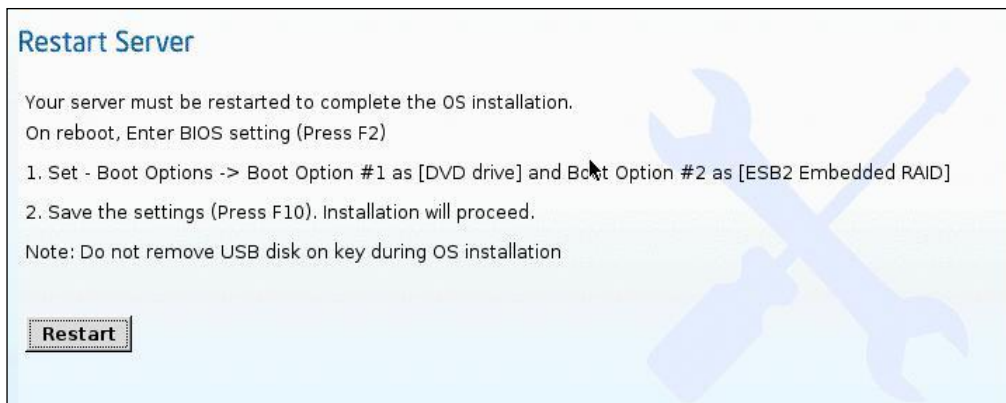 Restart Server
Your server must be restarted to complete the OS installation.
On reboot, Enter BIOS setting (Press F2)
1. Set - Boot Options -> Boot Option #1 as [DVD drive] and Boot Option #2 as [ESB2 Embedded RAID]
2. Save the settings (Press F10). Installation will proceed.
Note: Do not remove USB disk on key during OS installation
Restart